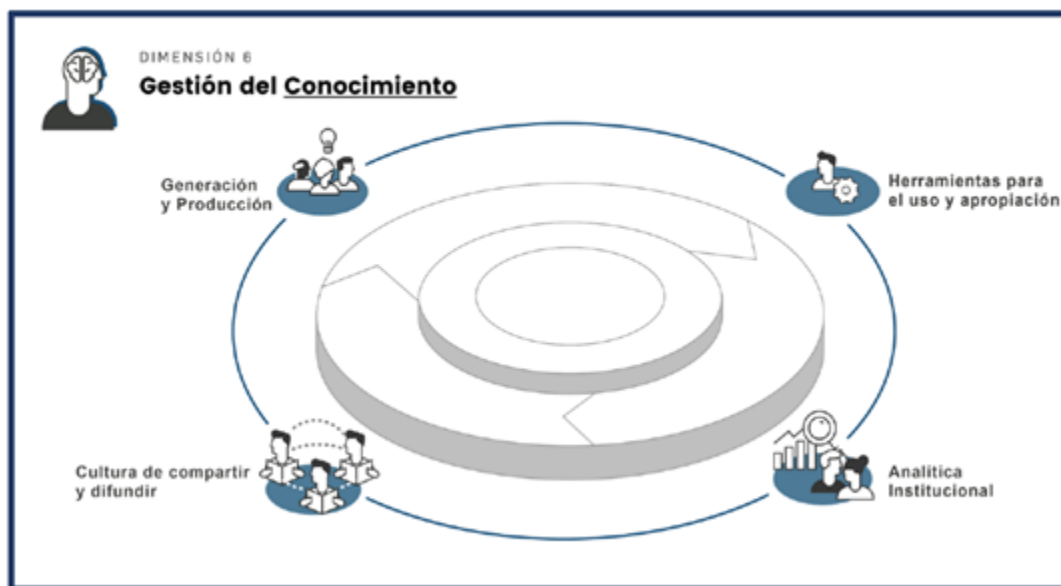 DIMENSIÓN 6
Gestión del Conocimiento
Generación
y Producción
Herramientas para
el uso y apropiación
Cultura de compartir
y difundir
Analítica
Institucional